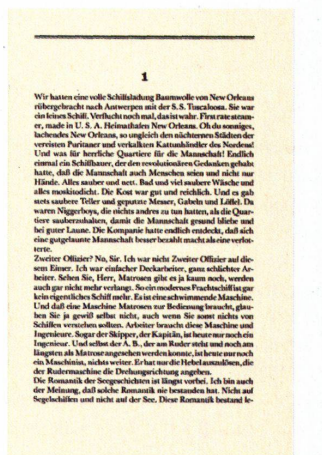 1
Wir hatten eine volle Schiffsladung Baumwolle von New Orleans
rübergebracht nach Antwerpen mit der S. S. Tuscaloosa. Sie war
ein feines Schiff. Verflucht noch mal, das ist wahr. First rate steam-
er, made in U. S. A. Heimathafen New Orleans. Oh du sonniges,
lachendes New Orleans, so ungleich den nüchternen Städten der
vereisten Puritaner und verkalkten Kattunhändler des Nordens!
Und was für herrliche Quartiere für die Mannschaft! Endlich
einmal ein Schiffbauer, der den revolutionären Gedanken gehabt
hatte, daß die Mannschaft auch Menschen seien und nicht nur
Hände. Alles sauber und nett. Bad und viel saubere Wäsche und
alles moskitodicht. Die Kost war gut und reichlich. Und es gab
stets saubere Teller und geputzte Messer, Gabeln und Löffel. Da
waren Niggerboys, die nichts andres zu tun hatten, als die Quar-
tiere sauberzuhalten, damit die Mannschaft gesund bliebe und
bei guter Laune. Die Kompanie hatte endlich entdeckt, daß sich
eine gutgelaunte Mannschaft besser bezahlt macht als eine verlot-
terte.
Zweiter Offizier? No, Sir. Ich war nicht Zweiter Offizier auf die-
sem Eimer. Ich war einfacher Deckarbeiter, ganz schlichter Ar-
beiter. Sehen Sie, Herr, Matrosen gibt es ja kaum noch, werden
auch gar nicht mehr verlangt. So ein modernes Frachtschiff ist gar
kein eigentliches Schiff mehr. Es ist eine schwimmende Maschine.
Und daß eine Maschine Matrosen zur Bedienung braucht, glau-
ben Sie ja gewiß selbst nicht, auch wenn Sie sonst nichts von
Schiffen verstehen sollten. Arbeiter braucht diese Maschine und
Ingenieure. Sogar der Skipper, der Kapitän, ist heute nur noch ein
Ingenieur. Und selbst der A. B., der am Ruder steht und noch am
längsten als Matrose angesehen werden konnte, ist heute nur noch
ein Maschinist, nichts weiter. Er hat nur die Hebel auszulösen, die
der Rudermaschine die Drehungsrichtung angeben.
Die Romantik der Seegeschichten ist längst vorbei. Ich bin auch
der Meinung, daß solche Romantik nie bestanden hat. Nicht auf
Segelschiffen und nicht auf der See. Diese Romantik bestand le-